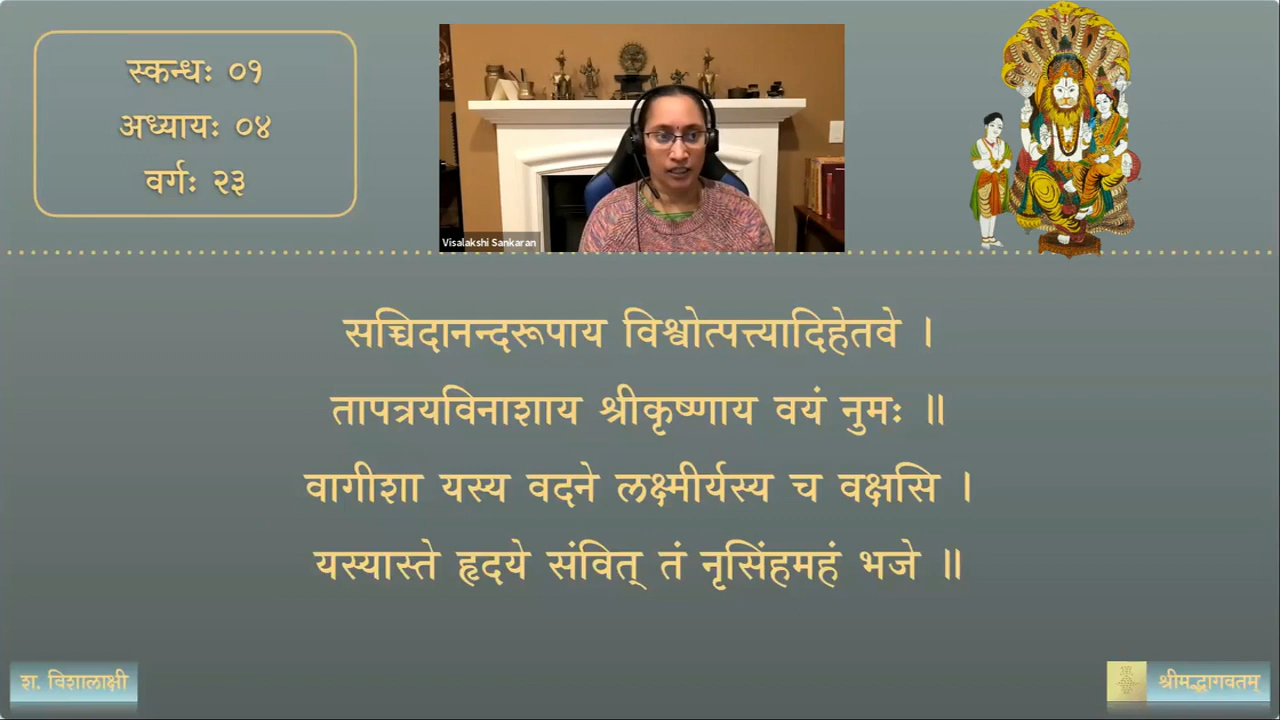 स्कन्धः ०१
अध्यायः ०४
वर्गः २३
Visalakshi Sankaran
सच्चिदानन्दरूपाय विश्वोत्पत्त्यादिहेतवे ।
तापत्रयविनाशाय श्रीकृष्णाय वयं नुमः ॥
वागीशा यस्य वदने लक्ष्मीर्यस्य च वक्षसि ।
यस्यास्ते हृदये संवित् तं नृसिंहमहं भजे ॥
श. विशालाक्षी
श्रीमद्भागवतम्